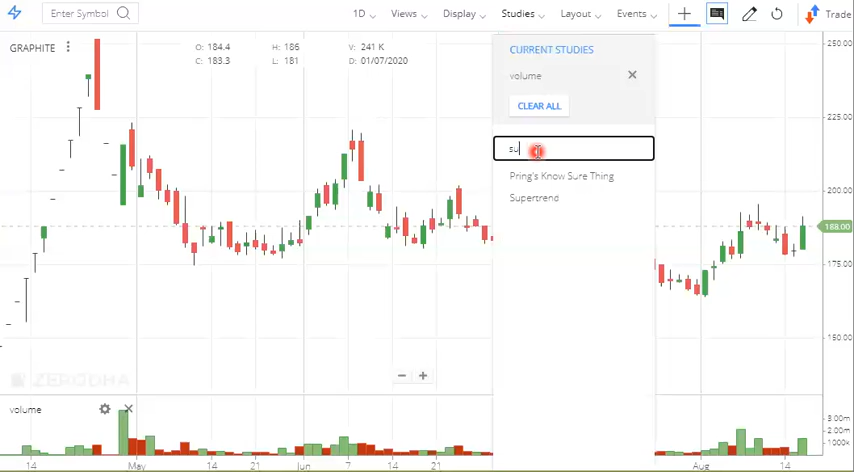 Enter Symbol 1D Views Display Studies Layout Events Trade
GRAPHITE O: 184.4 H: 186 V: 241 K
C: 183.3 L: 181 D: 01/07/2020
CURRENT STUDIES
volume
CLEAR ALL
su
Pring's Know Sure Thing
Supertrend
250.00
200.00
188.00
175.00
150.00
ZERODHA
volume
3.00m
2.00m
1000k
14 May 14 21 Jun 7 14 21 Aug 14